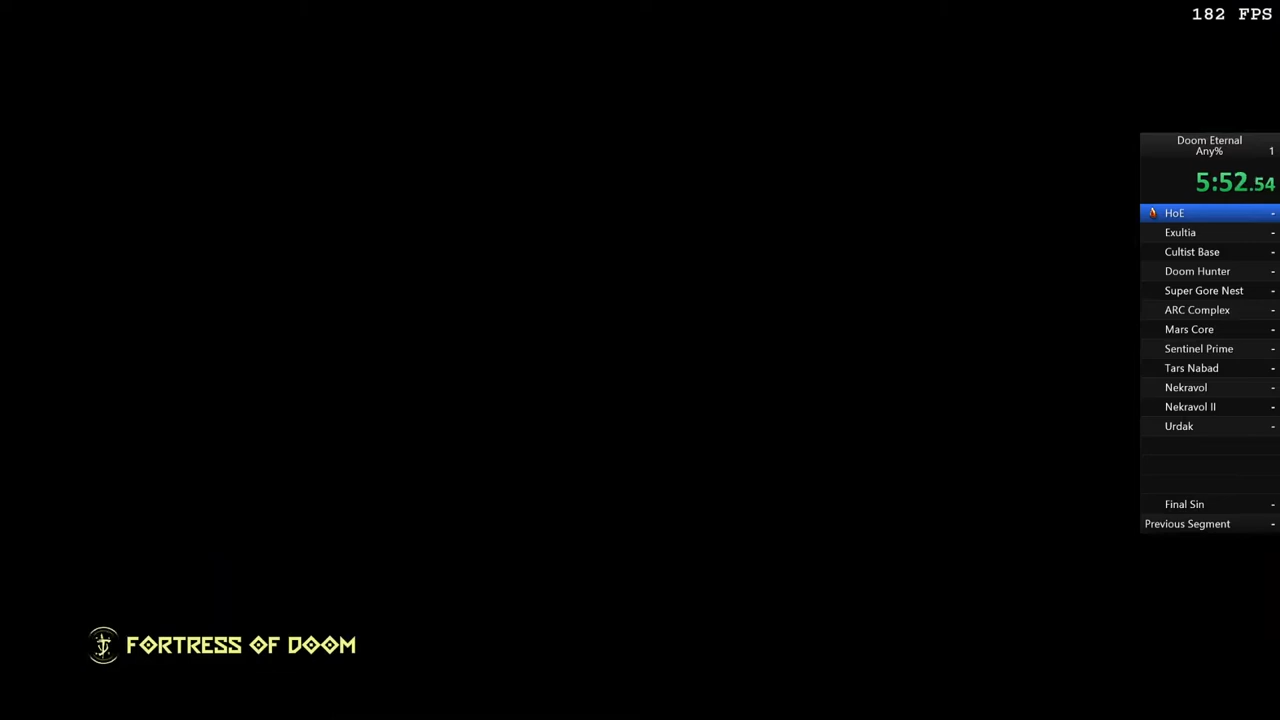 182 FPS
Doom Eternal
Any% 1
5:52.54
HoE -
Exultia -
Cultist Base -
Doom Hunter -
Super Gore Nest -
ARC Complex -
Mars Core -
Sentinel Prime -
Tars Nabad -
Nekravol -
Nekravol II -
Urdak -
Final Sin -
Previous Segment -
FORTRESS OF DOOM